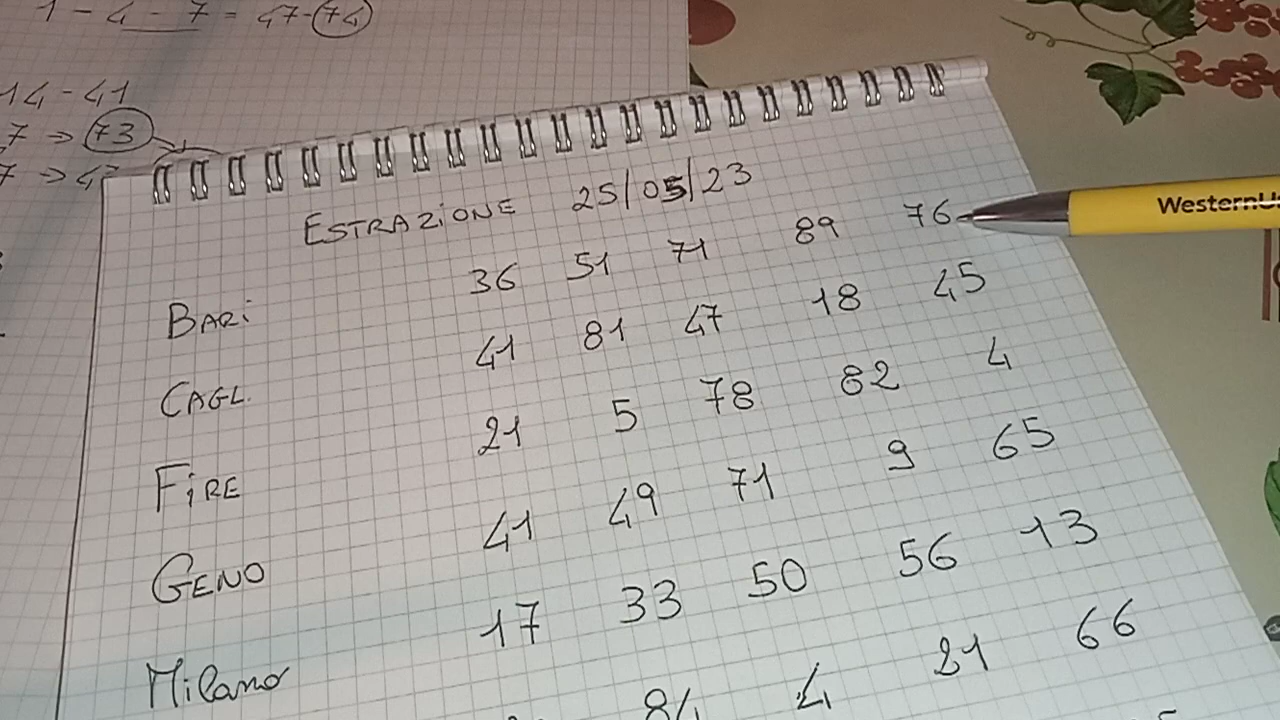 1 - 4 - 7 = 47-74
14-41
7 → 73
7 →
ESTRAZIONE 25/05/23
BARi 36 51 71 89 76
CAGL. 41 81 47 18 45
FiRE 21 5 78 82 4
GENO 41 49 71 9 65
Milano 17 33 50 56 13
84 4 21 66
WesternU